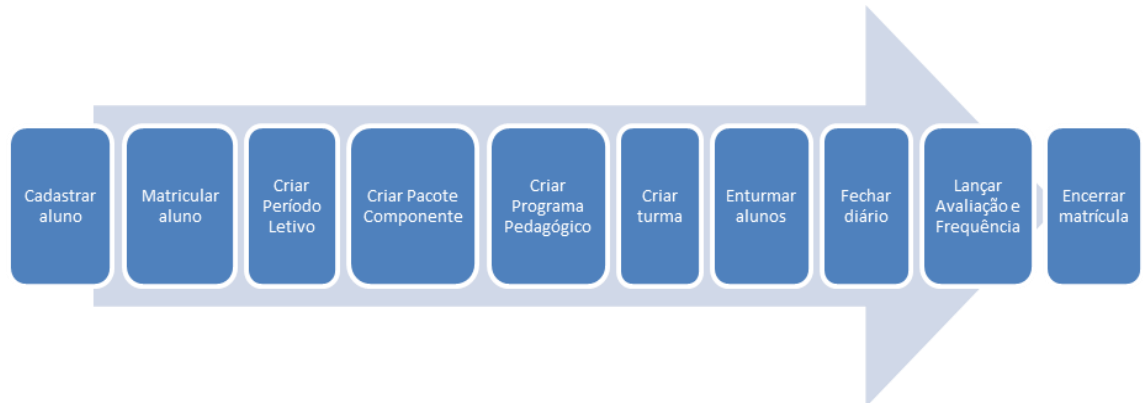 Cadastrar
aluno
Matricular
aluno
Criar
Período
Letivo
Criar Pacote
Componente
Criar
Programa
Pedagógico
Criar
turma
Enturmar
alunos
Fechar
diário
Lançar
Avaliação e
Frequência
Encerrar
matrícula